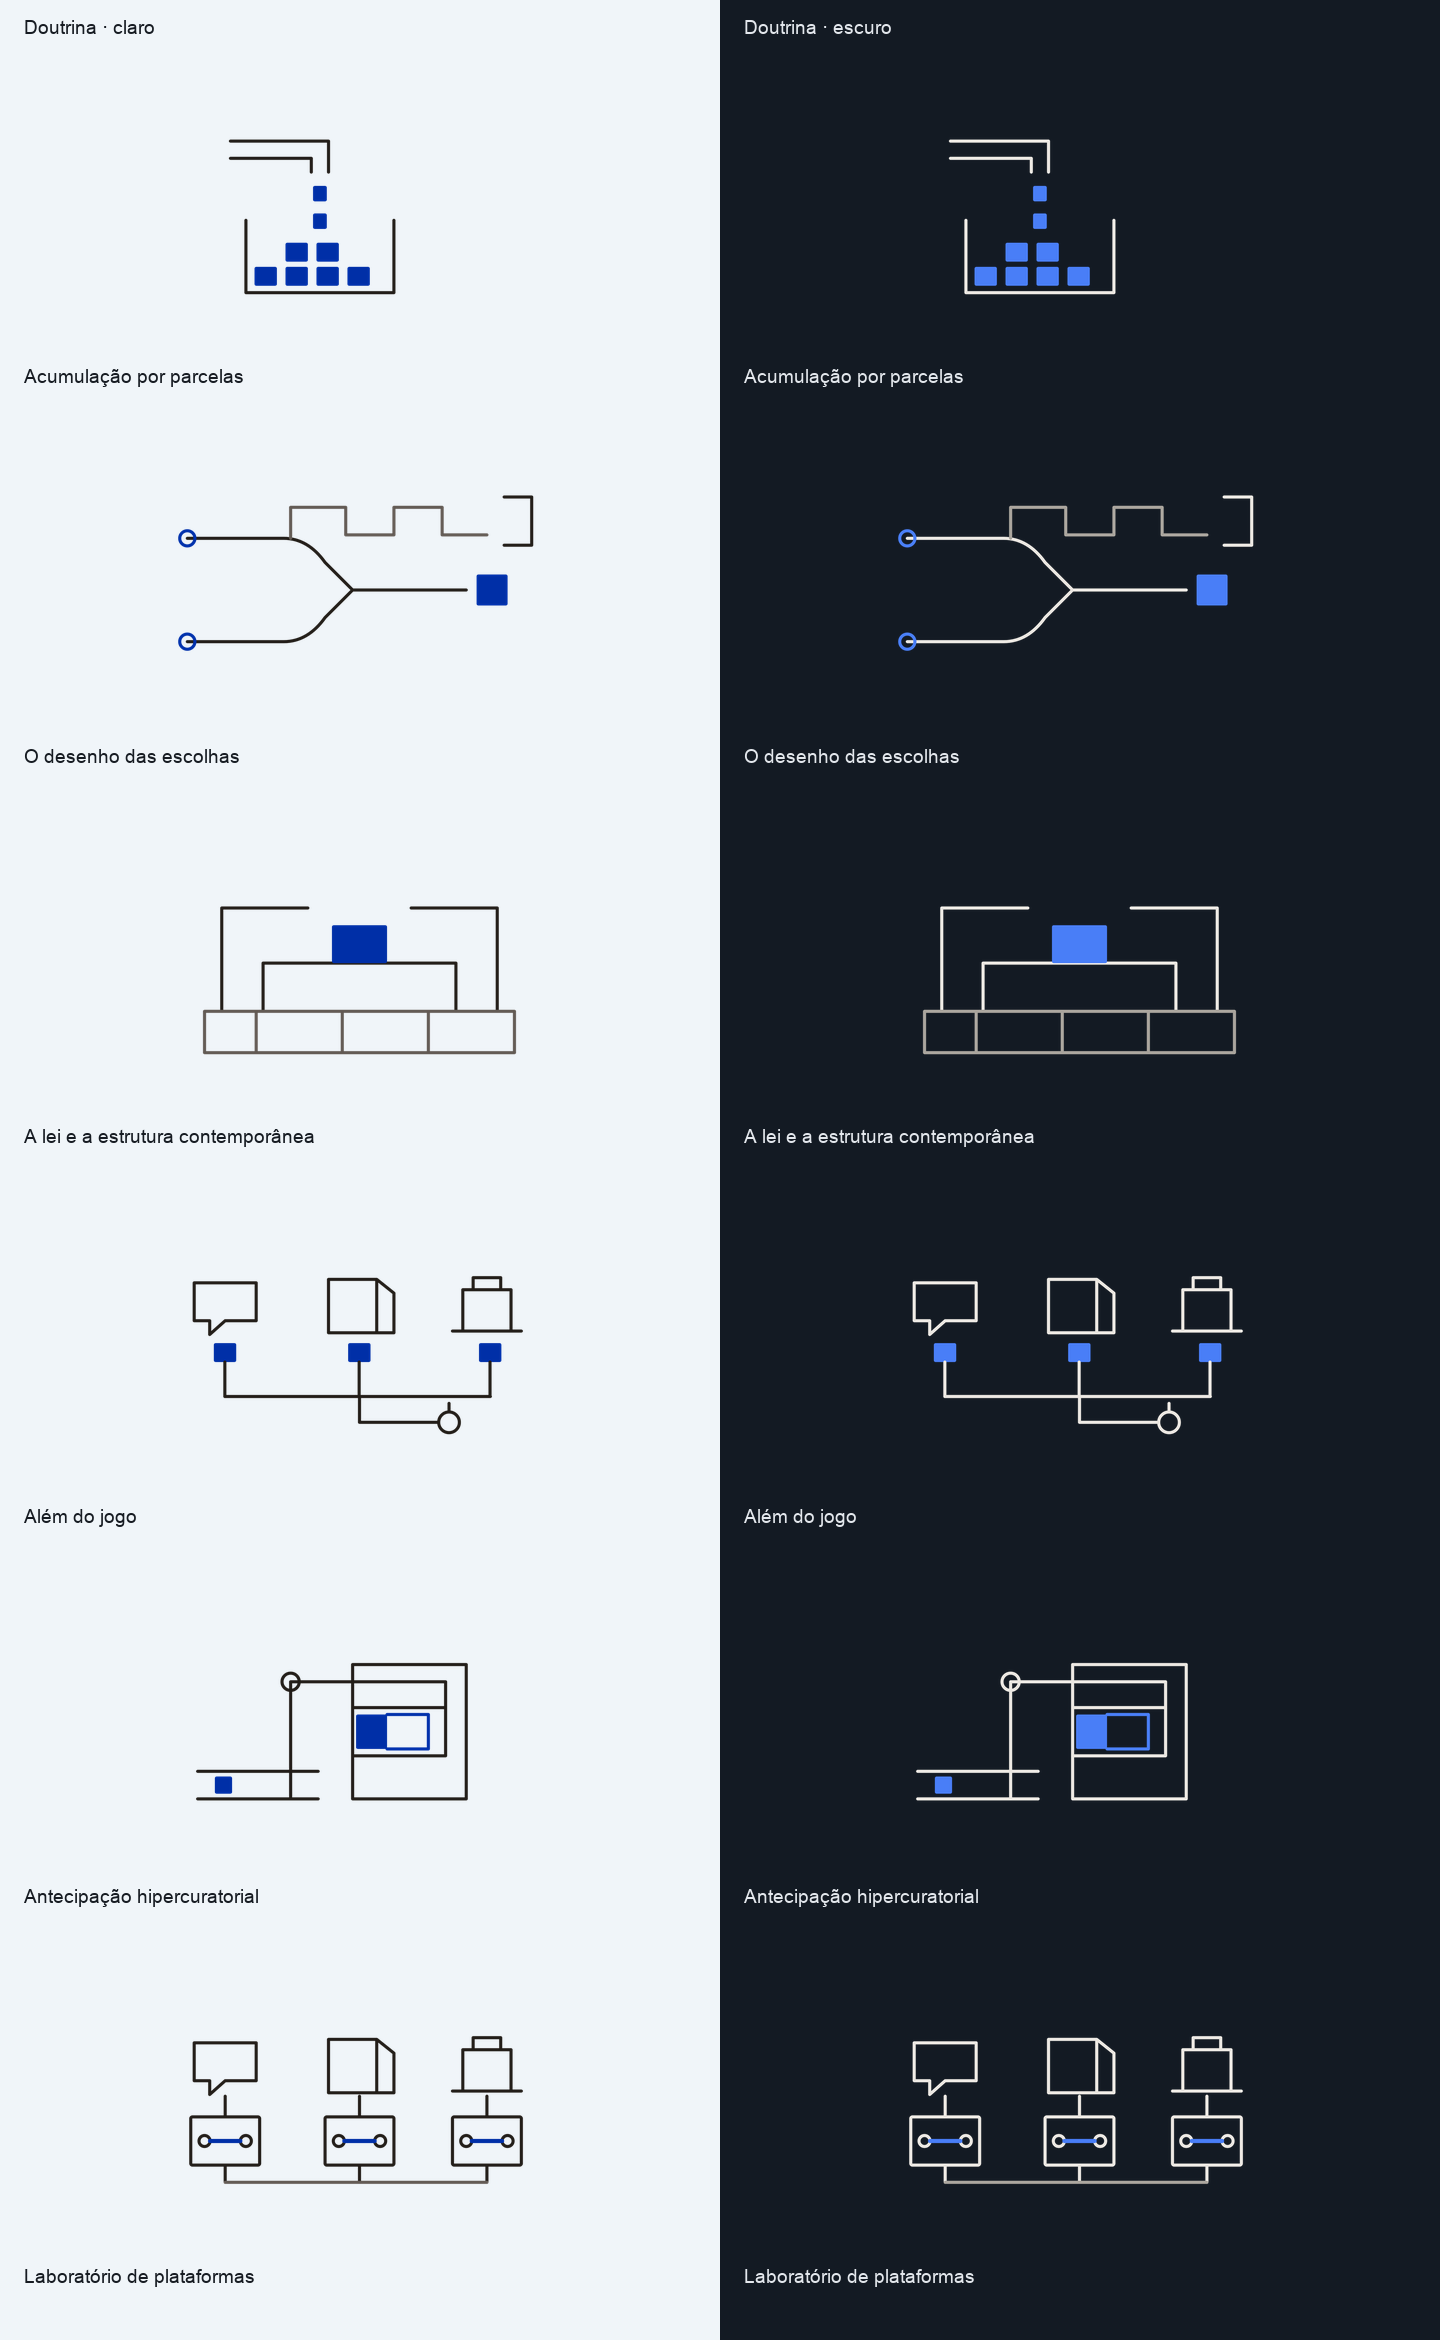 Doutrina · claro
Doutrina · escuro
Acumulação por parcelas
Acumulação por parcelas
O desenho das escolhas
O desenho das escolhas
A lei e a estrutura contemporânea
A lei e a estrutura contemporânea
Além do jogo
Além do jogo
Antecipação hipercuratorial
Antecipação hipercuratorial
Laboratório de plataformas
Laboratório de plataformas